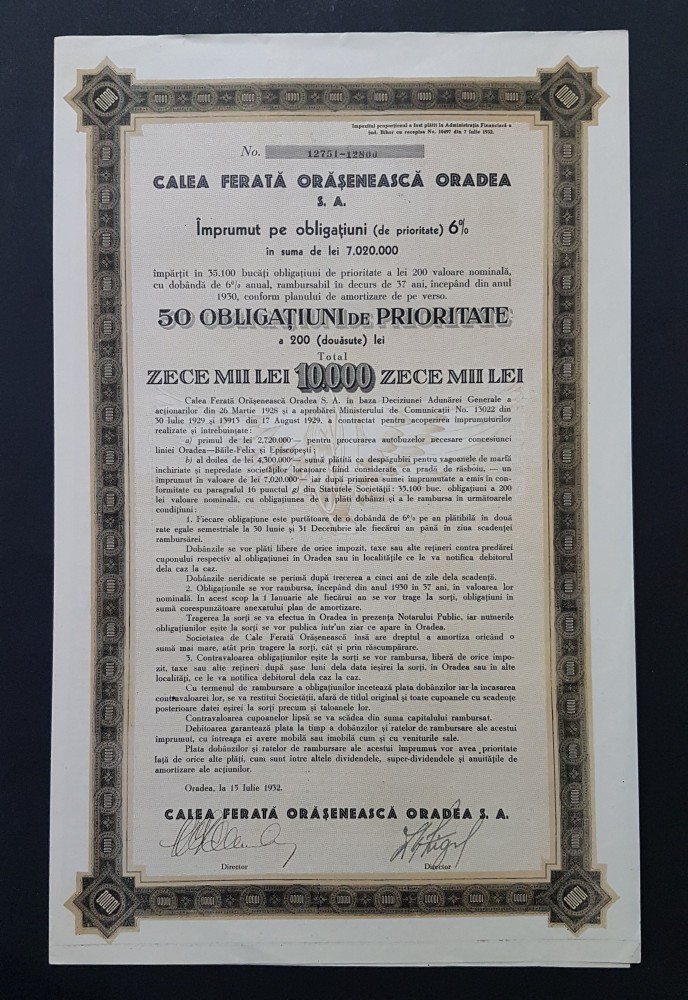 Impozitul proporțional a fost plătit la Administrația Financiară a
jud. Bihor cu recepisa No. 10497 din 7 Iulie 1932.
No. 12751-12800
CALEA FERATĂ ORĂȘENEASCĂ ORADEA
S. A.
Împrumut pe obligațiuni (de prioritate) 6%
în suma de lei 7.020.000
împărțit în 35.100 bucăți obligațiuni de prioritate a lei 200 valoare nominală,
cu dobândă de 6% anual, rambursabil în decurs de 37 ani, începând din anul
1930, conform planului de amortizare de pe verso.
50 OBLIGAȚIUNI DE PRIORITATE
a 200 (douăsute) lei
Total
ZECE MII LEI 10.000 ZECE MII LEI
Calea Ferată Orășenească Oradea S. A. în baza Deciziunei Adunărei Generale a
acționarilor din 26 Martie 1928 și a aprobărei Ministerului de Comunicații No. 13022 din
30 Iulie 1929 și 13913 din 17 August 1929, a contractat pentru acoperirea împrumuturilor
realizate și întrebuințate:
a) primul de lei 2,720.000·— pentru procurarea autobuzelor necesare concesiunei
liniei Oradea—Băile-Felix și Episcopești;
b) al doilea de lei 4,300.000·— sumă plătită ca despăgubiri pentru vagoanele de marfă
închiriate și nepredate societăților locatoare fiind considerate ca pradă de răsboiu, — un
împrumut în valoare de lei 7,020.000·— iar după primirea sumei împrumutate a emis în con-
formitate cu paragraful 16 punctul g) din Statutele Societății: 35.100 buc. obligațiuni a 200
lei valoare nominală, cu obligațiunea de a plăti dobânzi și a le rambursa în următoarele
condițiuni:
1. Fiecare obligațiune este purtătoare de o dobândă de 6% pe an plătibilă în două
rate egale semestriale la 30 Iunie și 31 Decembrie ale fiecărui an până în ziua scadenței
rambursărei.
Dobânzile se vor plăti libere de orice impozit, taxe sau alte rețineri contra predărei
cuponului respectiv al obligațiunei în Oradea sau în localitățile ce le va notifica debitorul
dela caz la caz.
Dobânzile neridicate se perimă după trecerea a cinci ani de zile dela scadență.
2. Obligațiunile se vor rambursa, începând din anul 1930 în 37 ani, în valoarea lor
nominală. În acest scop la 1 Ianuarie ale fiecărui an se vor trage la sorți, obligațiuni în
sumă corespunzătoare anexatului plan de amortizare.
Tragerea la sorți se va efectua în Oradea in prezența Notarului Public, iar numerile
obligațiunilor eșite la sorți se vor publica într'un ziar ce apare în Oradea.
Societatea de Cale Ferată Orășenească însă are dreptul a amortiza oricând o
sumă mai mare, atât prin tragere la sorți, cât și prin răscumpărare.
3. Contravaloarea obligațiunilor eșite la sorți se vor rambursa, liberă de orice impo-
zit, taxe sau alte rețineri după șase luni dela data ieșirei la sorți, în Oradea sau în alte
localități, ce le va notifica debitorul dela caz la caz.
Cu termenul de rambursare a obligațiunilor încetează plata dobânzilor iar la încasarea
contravaloarei lor, se va restitui Societății, afară de titlul original și toate cupoanele cu scadențe
posterioare datei eșirei la sorți precum și taloanele lor.
Contravaloarea cupoanelor lipsă se va scădea din suma capitalului rambursat.
Debitoarea garantează plata la timp a dobânzilor și ratelor de rambursare ale acestui
împrumut, cu întreaga ei avere mobilă sau imobilă cum și cu veniturile sale.
Plata dobânzilor și ratelor de rambursare ale acestui împrumut vor avea prioritate
față de orice alte plăți, cum sunt între altele dividendele, super-dividendele și anuitățile de
amortizare ale acțiunilor.
Oradea, la 15 Iulie 1932.
CALEA FERATĂ ORĂȘENEASCĂ ORADEA S. A.
Director Director